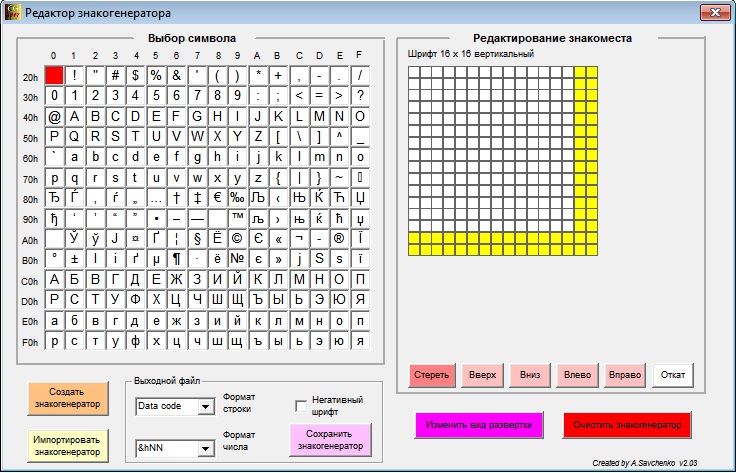 Редактор знакогенератора
Выбор символа
0 1 2 3 4 5 6 7 8 9 A B C D E F
20h ! " # $ % & ' ( ) * + , - . /
30h 0 1 2 3 4 5 6 7 8 9 : ; < = > ?
40h @ A B C D E F G H I J K L M N O
50h P Q R S T U V W X Y Z [ \ ] ^ _
60h ` a b c d e f g h i j k l m n o
70h p q r s t u v w x y z { | } ~
80h Ђ Ѓ ‚ ѓ „ … † ‡ € ‰ Љ ‹ Њ Ќ Ћ Џ
90h ђ ‘ ’ “ ” • – — ™ љ › њ ќ ћ џ
A0h Ў ў Ј ¤ Ґ ¦ § Ё © Є « ¬ - ® Ї
B0h ° ± І і ґ µ ¶ · ё № є » ј Ѕ ѕ ї
C0h А Б В Г Д Е Ж З И Й К Л М Н О П
D0h Р С Т У Ф Х Ц Ч Ш Щ Ъ Ы Ь Э Ю Я
E0h а б в г д е ж з и й к л м н о п
F0h р с т у ф х ц ч ш щ ъ ы ь э ю я
Редактирование знакоместа
Шрифт 16 x 16 вертикальный
Стереть Вверх Вниз Влево Вправо Откат
Создать
знакогенератор
Импортировать
знакогенератор
Выходной файл
Data code
Формат
строки
Негативный
шрифт
&hNN
Формат
числа
Сохранить
знакогенератор
Изменить вид развертки
Очистить знакогенератор
Created by A.Savchenko v2.03